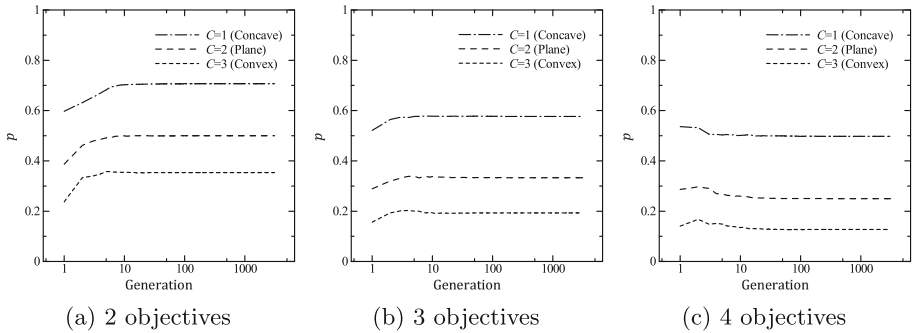 1
0.8
0.6
0.4
0.2
0
p
C=1 (Concave)
C=2 (Plane)
C=3 (Convex)
1 10 100 1000
Generation
(a) 2 objectives
1
0.8
0.6
0.4
0.2
0
p
C=1 (Concave)
C=2 (Plane)
C=3 (Convex)
1 10 100 1000
Generation
(b) 3 objectives
1
0.8
0.6
0.4
0.2
0
p
C=1 (Concave)
C=2 (Plane)
C=3 (Convex)
1 10 100 1000
Generation
(c) 4 objectives